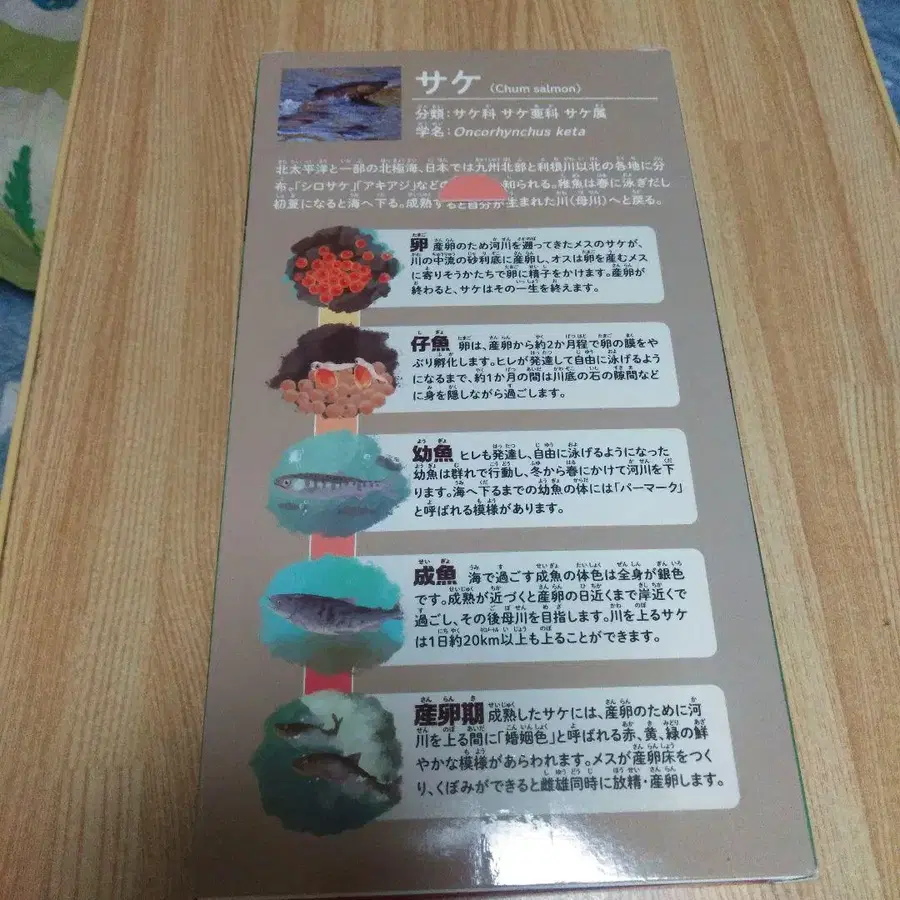 サケ (Chum salmon)
分類：サケ科 サケ亜科 サケ属
学名：Oncorhynchus keta
北太平洋と一部の北極海、日本では九州北部と利根川以北の各地に分
布。「シロサケ」「アキアジ」などの 知られる。稚魚は春に泳ぎだし
初夏になると海へ下る。成熟すると自分が生まれた川（母川）へと戻る。
卵 産卵のため河川を遡ってきたメスのサケが、
川の中流の砂利底に産卵し、オスは卵を産むメス
に寄りそうかたちで卵に精子をかけます。産卵が
終わると、サケはその一生を終えます。
仔魚 卵は、産卵から約2か月程で卵の膜をや
ぶり孵化します。ヒレが発達して自由に泳げるよう
になるまで、約1か月の間は川底の石の隙間など
に身を隠しながら過ごします。
幼魚 ヒレも発達し、自由に泳げるようになった
幼魚は群れで行動し、冬から春にかけて河川を下
ります。海へ下るまでの幼魚の体には「パーマーク」
と呼ばれる模様があります。
成魚 海で過ごす成魚の体色は全身が銀色
です。成熟が近づくと産卵の日近くまで岸近くで
過ごし、その後母川を目指します。川を上るサケ
は1日約20km以上も上ることができます。
産卵期 成熟したサケには、産卵のために河
川を上る間に「婚姻色」と呼ばれる赤、黄、緑の鮮
やかな模様があらわれます。メスが産卵床をつく
り、くぼみができると雌雄同時に放精・産卵します。